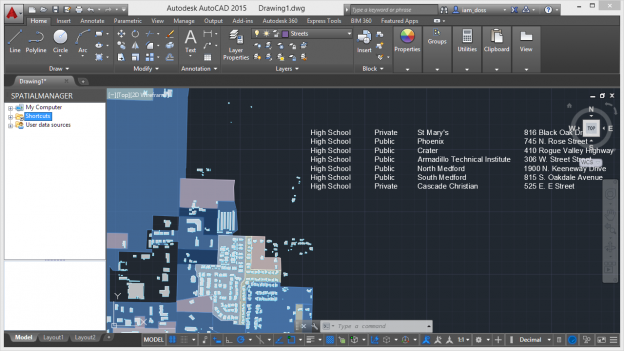 Autodesk AutoCAD 2015 Drawing1.dwg
Type a keyword or phrase
iam_doss
Home Insert Annotate Parametric View Manage Output Add-ins Autodesk 360 Express Tools BIM 360 Featured Apps
Line Polyline Circle Arc Text Layer Properties Streets Insert Properties Groups Utilities Clipboard View
Draw Modify Annotation Layers Block
Drawing1*
SPATIALMANAGER
My Computer
Shortcuts
User data sources
High School Private St Mary's 816 Black Oak
High School Public Phoenix 745 N. Rose Street
High School Public Crater 410 Rogue Valley Highway
High School Public Armadillo Technical Institute 306 W. Street Street
High School Public North Medford 1900 N. Keeneway Drive
High School Public South Medford 815 S. Oakdale Avenue
High School Private Cascade Christian 525 E. E Street
N
W TOP E
S
WCS
Y
Type a command
Model Layout1 Layout2 MODEL Decimal